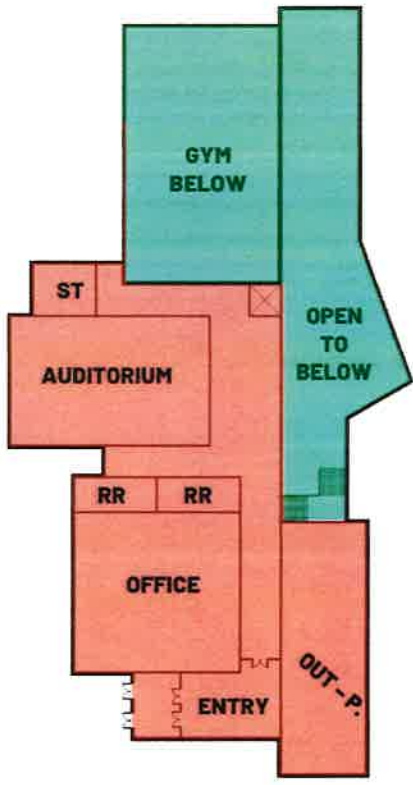 GYM
BELOW
ST
OPEN
TO
BELOW
AUDITORIUM
RR
RR
OFFICE
OUT - P.
ENTRY